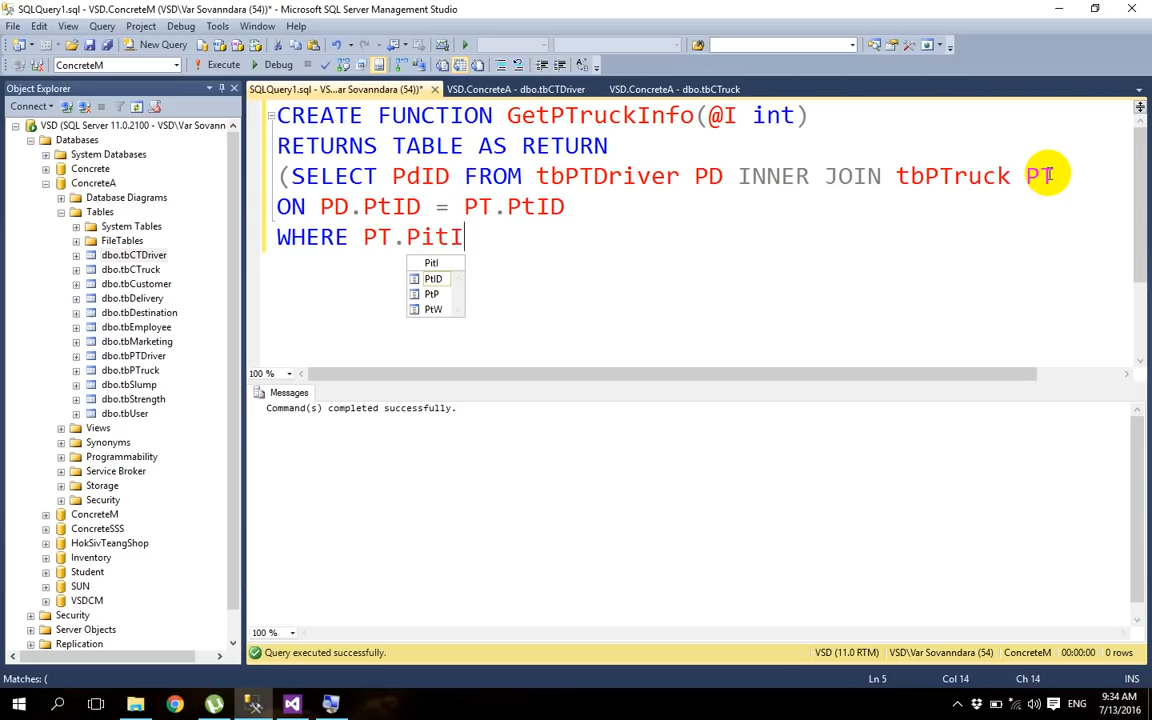 SQLQuery1.sql - VSD.ConcreteM (VSD\Var Sovanndara (54))* - Microsoft SQL Server Management Studio
File Edit View Query Project Debug Tools Window Help
New Query
ConcreteM Execute Debug
Object Explorer
SQLQuery1.sql - VS...ar Sovanndara (54))* VSD.ConcreteA - dbo.tbDriver VSD.ConcreteA - dbo.tbCTruck
Connect
VSD (SQL Server 11.0.2100 - VSD\Var Sovann
Databases
System Databases
Concrete
ConcreteA
Database Diagrams
Tables
System Tables
FileTables
dbo.tbCTDriver
dbo.tbCTruck
dbo.tbCustomer
dbo.tbDelivery
dbo.tbDestination
dbo.tbEmployee
dbo.tbMarketing
dbo.tbPTDriver
dbo.tbPTruck
dbo.tbSlump
dbo.tbStrength
dbo.tbUser
Views
Synonyms
Programmability
Service Broker
Storage
Security
ConcreteM
ConcreteSSS
HokSivTeangShop
Inventory
Student
SUN
VSDCM
Security
Server Objects
Replication
CREATE FUNCTION GetPTruckInfo(@I int)
RETURNS TABLE AS RETURN
(SELECT PdID FROM tbPTDriver PD INNER JOIN tbPTruck PT
ON PD.PtID = PT.PtID
WHERE PT.PitI
PitI
PtID
PtP
PtW
100 %
Messages
Command(s) completed successfully.
100 %
Query executed successfully. VSD (11.0 RTM) VSD\Var Sovanndara (54) ConcreteM 00:00:00 0 rows
Matches: ( Ln 5 Col 14 Ch 14 INS
ENG
9:34 AM
7/13/2016